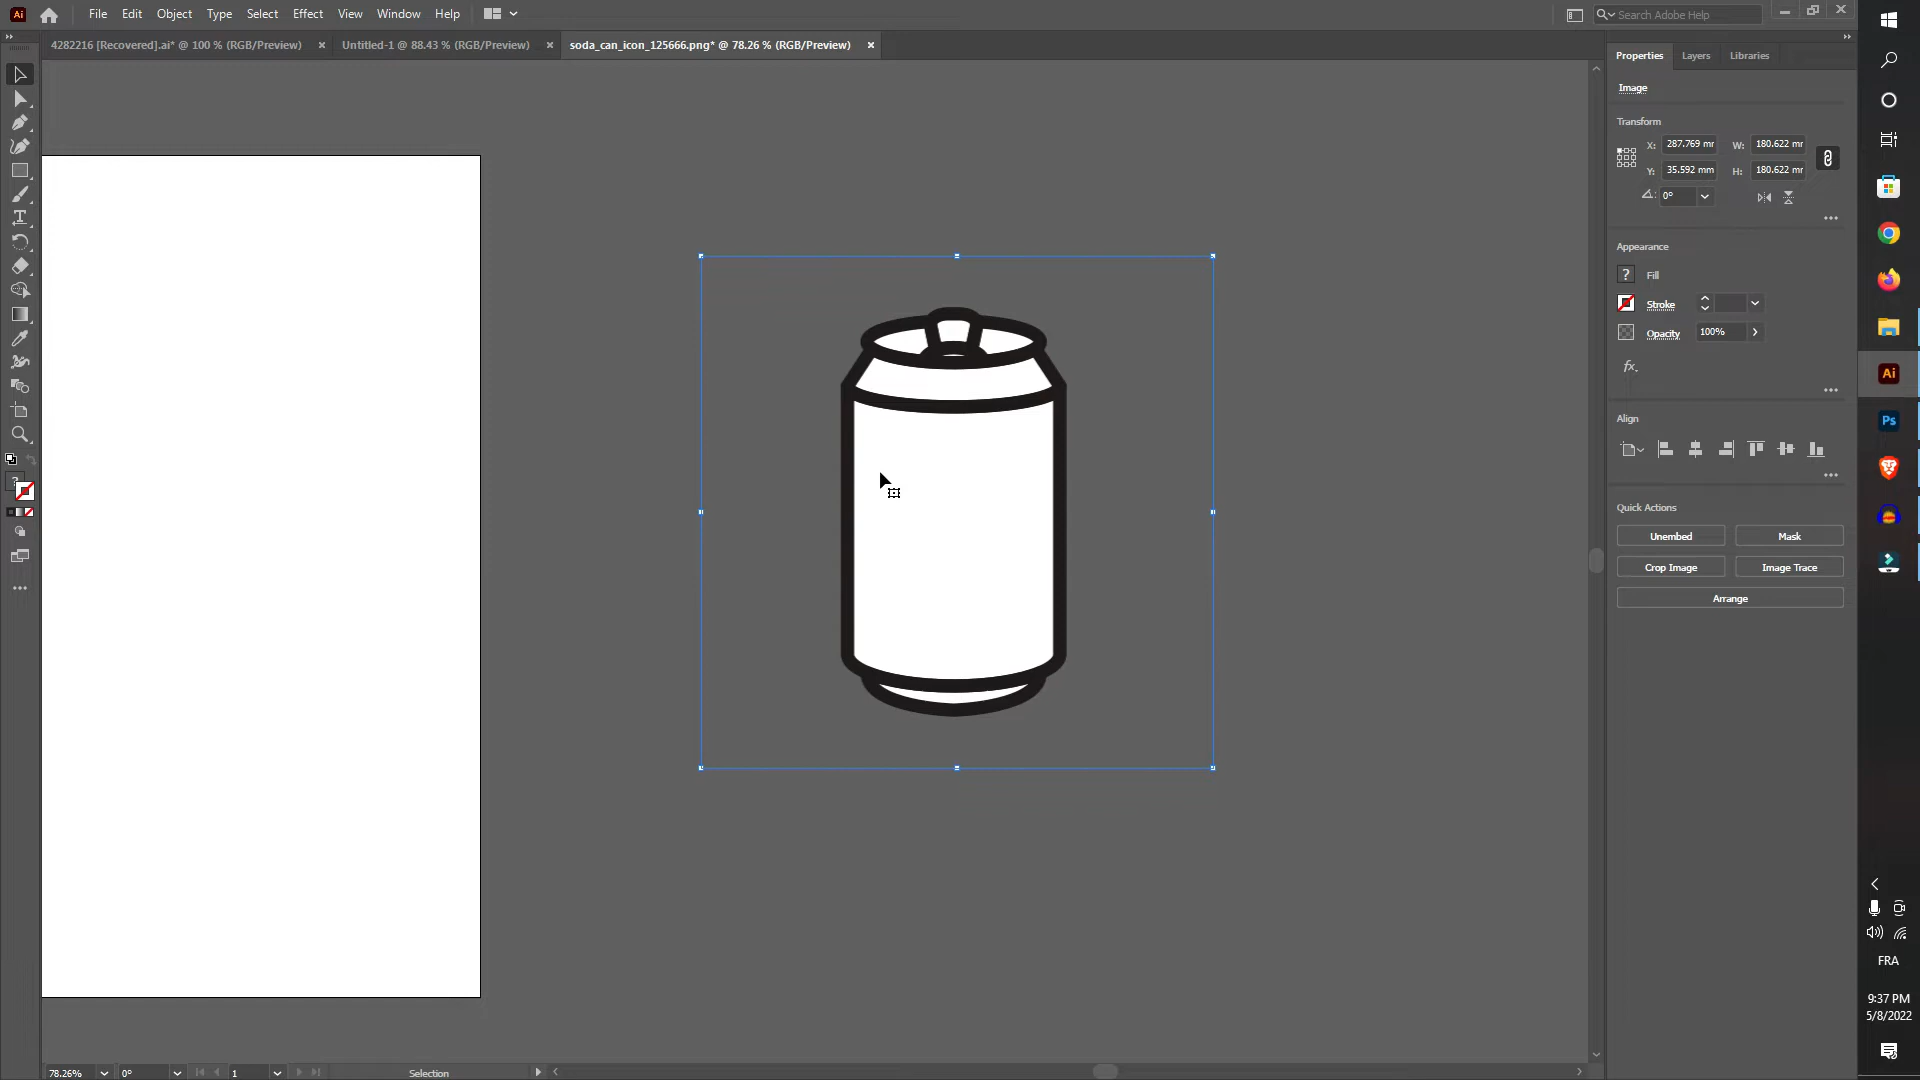 Ai File Edit Object Type Select Effect View Window Help Search Adobe Help
4282216 [Recovered].ai* @ 100 % (RGB/Preview) × Untitled-1 @ 88.43 % (RGB/Preview) × soda_can_icon_125666.png* @ 78.26 % (RGB/Preview) ×
Properties Layers Libraries
Image
Transform
X: 287.769 mr W: 180.622 mr
Y: 35.592 mm H: 180.622 mr
0°
Appearance
? Fill
Stroke
Opacity 100%
fx.
Align
Quick Actions
Unembed Mask
Crop Image Image Trace
Arrange
?
Ai
Ps
FRA
9:37 PM
5/8/2022
78.26% 0° 1 Selection